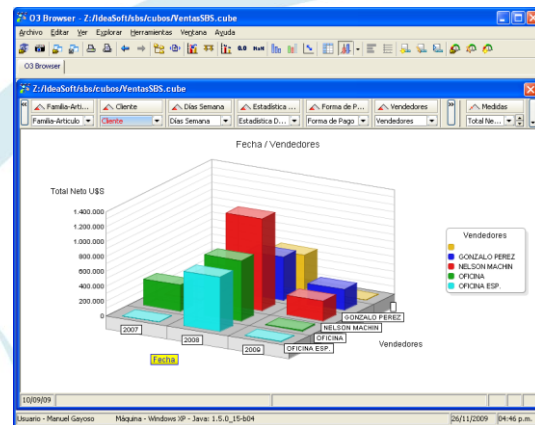 O3 Browser - Z:/IdeaSoft/sbs/cubos/VentasSBS.cube
Archivo Editar Ver Explorar Herramientas Ventana Ayuda
O3 Browser
Z:/IdeaSoft/sbs/cubos/VentasSBS.cube
Familia-Arti... Cliente Días Semana Estadística ... Forma de P... Vendedores Medidas
Familia-Articulo Cliente Días Semana Estadística D... Forma de Pago Vendedores Total Ne...
Fecha / Vendedores
Total Neto U$S
1.400.000
1.200.000
1.000.000
800.000
600.000
400.000
200.000
0
2007
2008
2009
GONZALO PEREZ
NELSON MACHIN
OFICINA
OFICINA ESP.
Fecha
Vendedores
Vendedores
GONZALO PEREZ
NELSON MACHIN
OFICINA
OFICINA ESP.
10/09/09
Usuario - Manuel Gayoso Máquina - Windows XP - Java: 1.5.0_15-b04 26/11/2009 04:46 p.m.